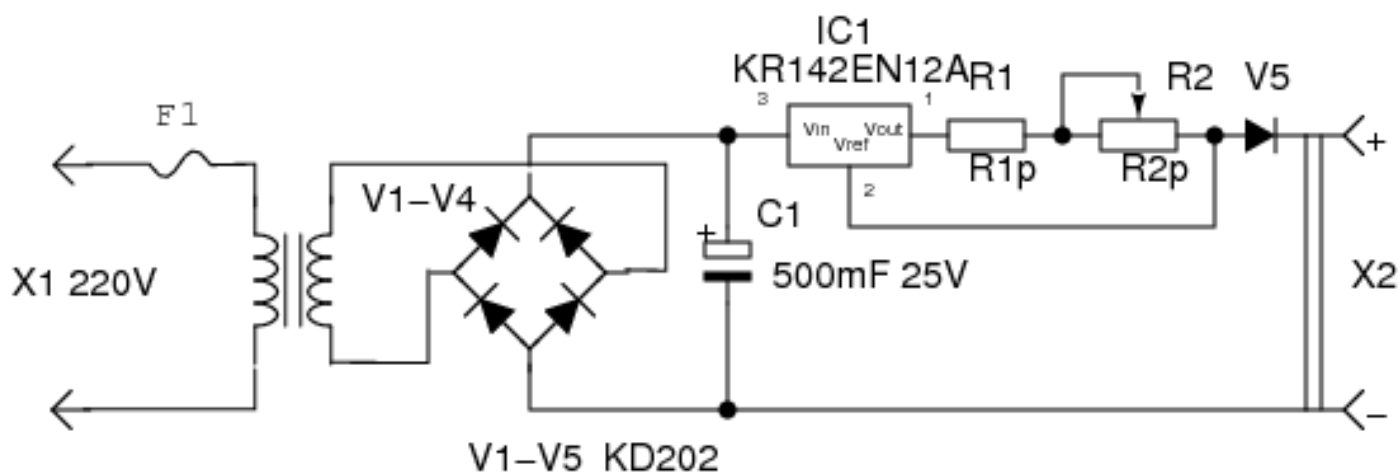 IC1
KR142EN12A
R1
R2
V5
F1
3
1
Vin
Vout
Vref
+
R1p
R2p
V1-V4
2
C1
+
X1 220V
500mF 25V
X2
-
V1-V5 KD202